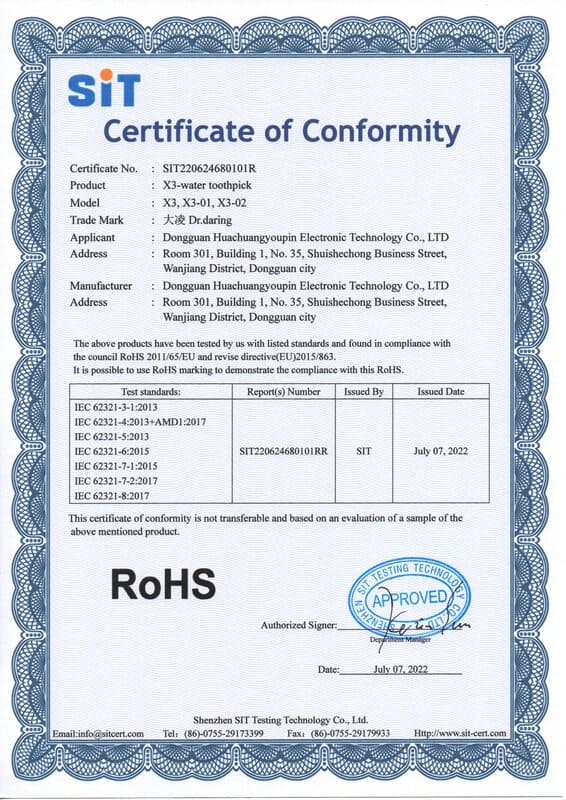 SiT
Certificate of Conformity
Certificate No. : SIT220624680101R
Product : X3-water toothpick
Model : X3, X3-01, X3-02
Trade Mark : 大凌 Dr.daring
Applicant : Dongguan Huachuangyoupin Electronic Technology Co., LTD
Address : Room 301, Building 1, No. 35, Shuishechong Business Street,
Wanjiang District, Dongguan city
Manufacturer : Dongguan Huachuangyoupin Electronic Technology Co., LTD
Address : Room 301, Building 1, No. 35, Shuishechong Business Street,
Wanjiang District, Dongguan city
The above products have been tested by us with listed standards and found in compliance with
the council RoHS 2011/65/EU and revise directive(EU)2015/863.
It is possible to use RoHS marking to demonstrate the compliance with this RoHS.
Test standards: Report(s) Number Issued By Issued Date
IEC 62321-3-1:2013
IEC 62321-4:2013+AMD1:2017
IEC 62321-5:2013
IEC 62321-6:2015 SIT220624680101RR SIT July 07, 2022
IEC 62321-7-1:2015
IEC 62321-7-2:2017
IEC 62321-8:2017
This certificate of conformity is not transferable and based on an evaluation of a sample of the
above mentioned product.
RoHS
SHENZHEN SIT TESTING TECHNOLOGY CO., LTD.
APPROVED
Authorized Signer:
Department Manager
Date: July 07, 2022
Shenzhen SIT Testing Technology Co., Ltd.
Email:info@sitcert.com Tel: (86)-0755-29173399 Fax: (86)-0755-29179933 Http://www.sit-cert.com